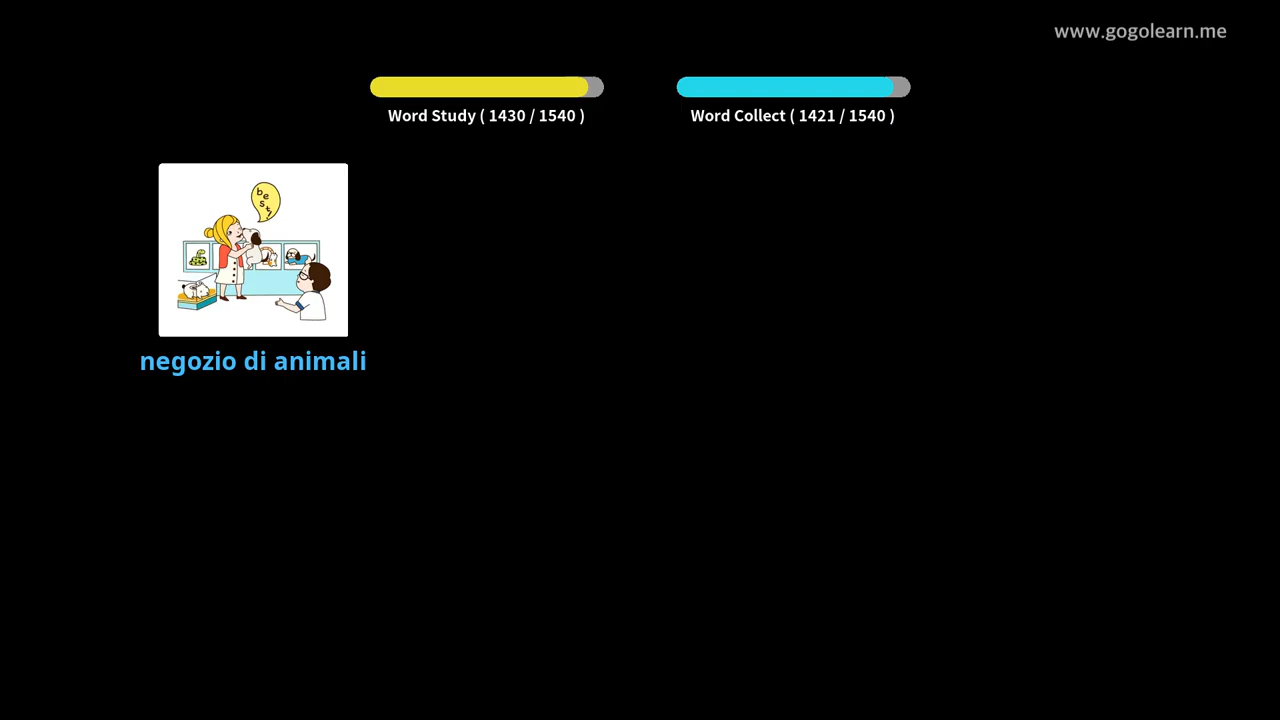 www.gogolearn.me
Word Study ( 1430 / 1540 )
Word Collect ( 1421 / 1540 )
best!
negozio di animali